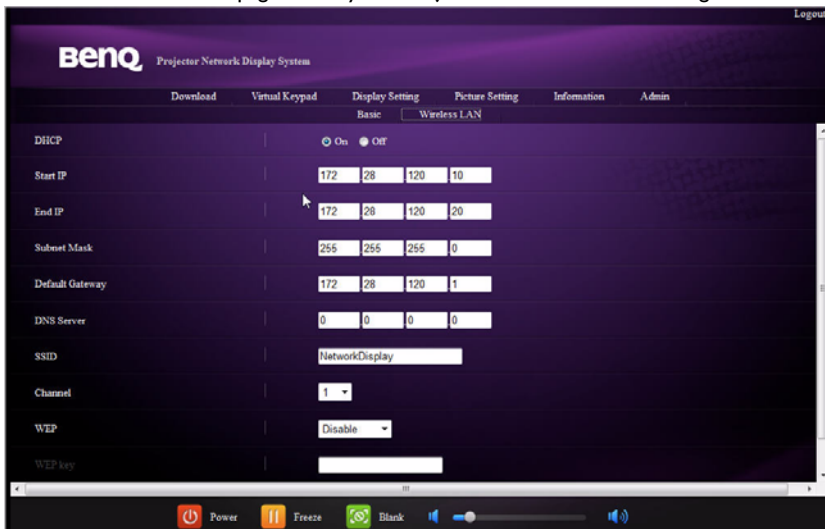 Logout
BenQ Projector Network Display System
Download Virtual Keypad Display Setting Picture Setting Information Admin
Basic Wireless LAN
DHCP On Off
Start IP 172 .28 .120 .10
End IP 172 .28 .120 .20
Subnet Mask 255 .255 .255 .0
Default Gateway 172 .28 .120 .1
DNS Server 0 .0 .0 .0
SSID NetworkDisplay
Channel 1
WEP Disable
WEP key
Power Freeze Blank